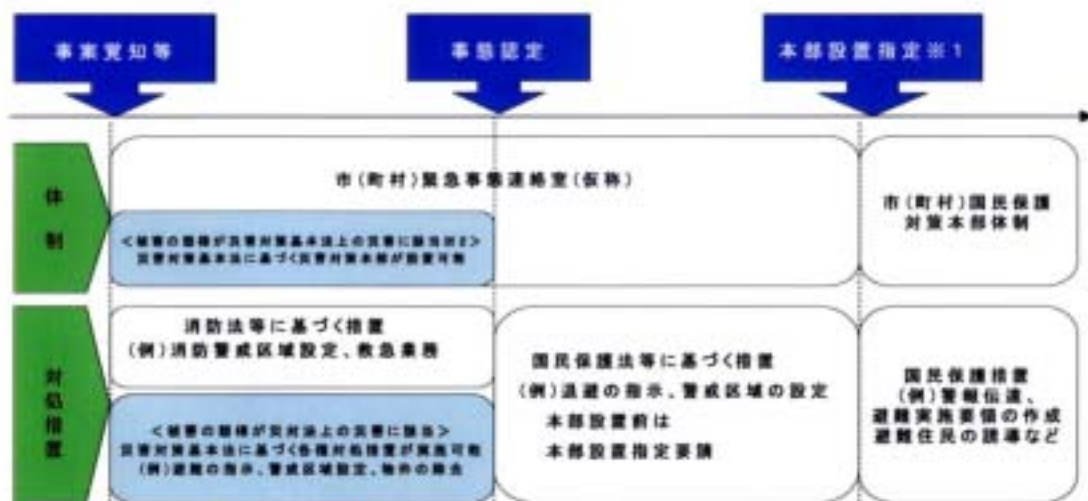 事案覚知等
事態認定
本部設置指定※1
体制
市(町村)緊急事態連絡室(仮称)
<被害の態様が災害対策基本法上の災害に該当※2>
災害対策基本法に基づく災害対策本部が設置可能
市(町村)国民保護
対策本部体制
対処措置
消防法等に基づく措置
(例)消防警戒区域設定、救急業務
<被害の態様が災対法上の災害に該当>
災害対策基本法に基づく各種対処措置が実施可能
(例)避難の指示、警戒区域設定、物件の除去
国民保護法等に基づく措置
(例)退避の指示、警戒区域の設定
本部設置前は
本部設置指定要請
国民保護措置
(例)警報伝達、
避難実施要領の作成
避難住民の誘導など